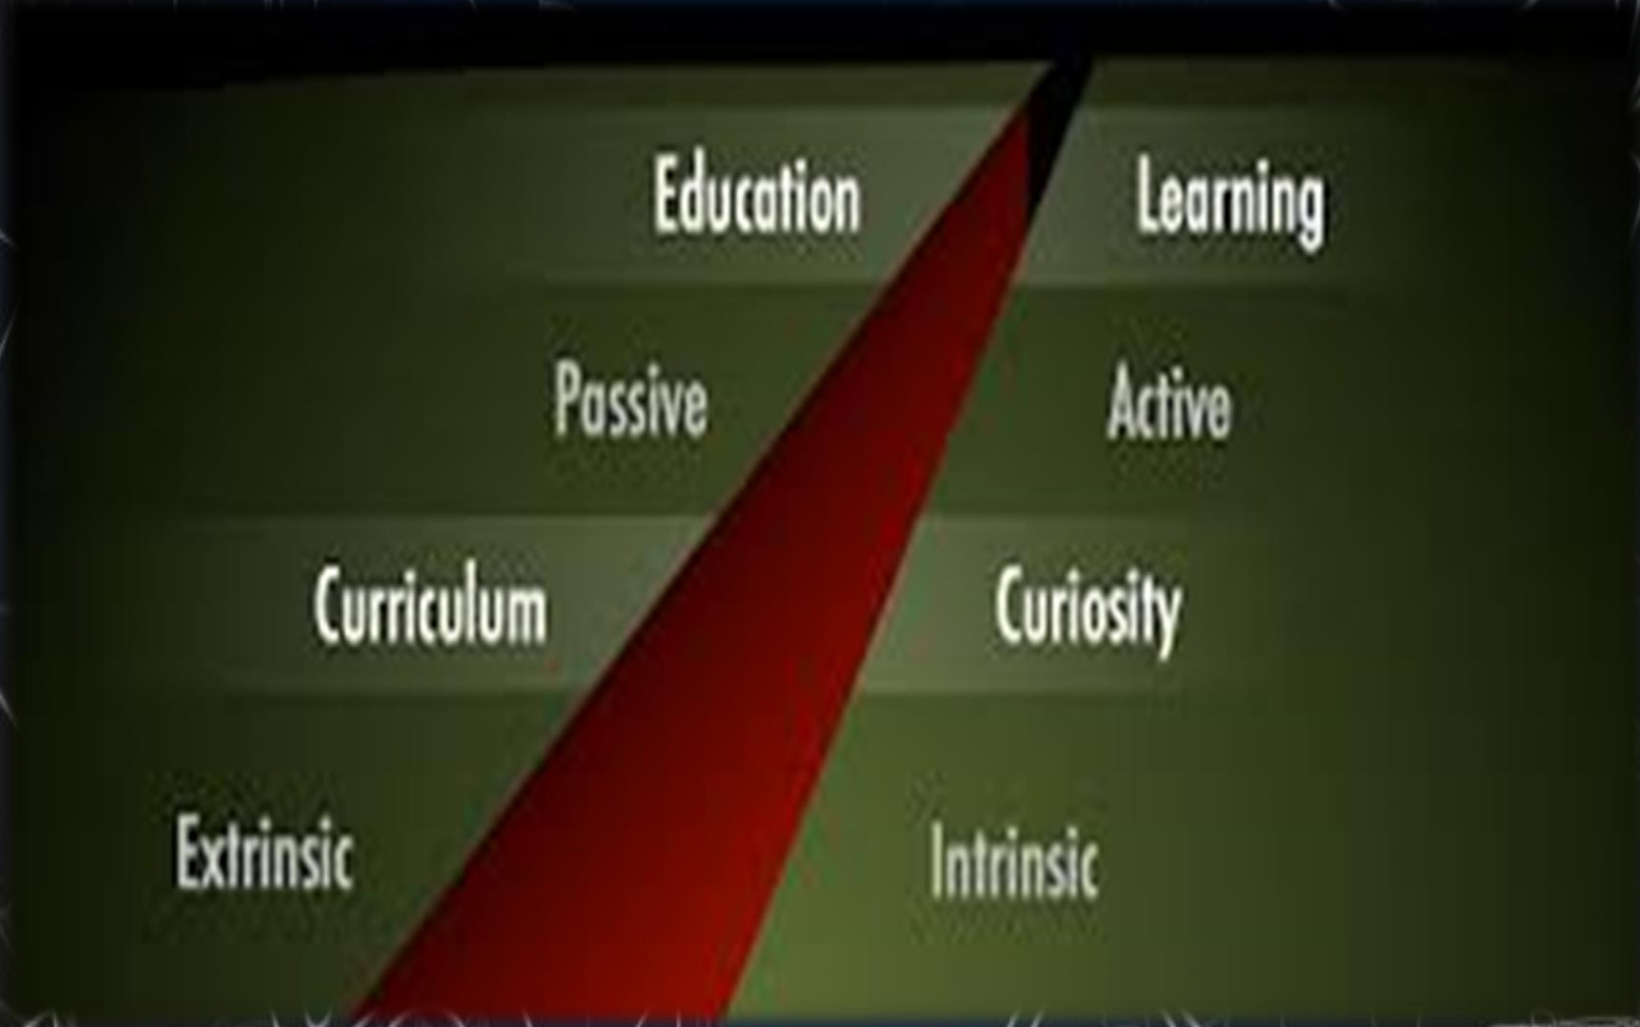 Education Learning
Passive Active
Curriculum Curiosity
Extrinsic Intrinsic